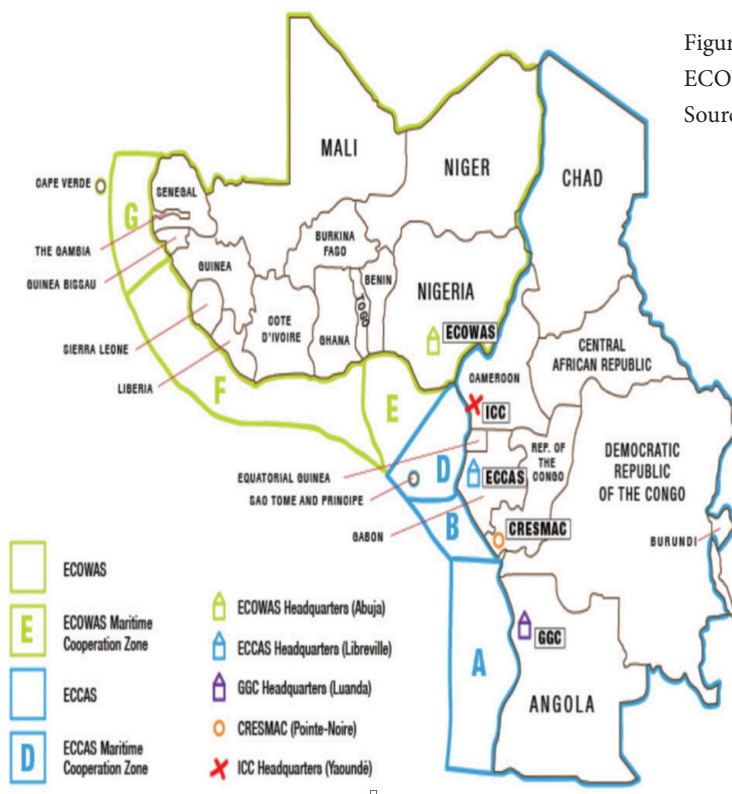 Figur
ECOW
Sourc
MALI
NIGER
CHAD
CAPE VERDE
SENEGAL
G
THE GAMBIA
GUINEA BISSAU
GUINEA
BURKINA
FASO
BENIN
NIGERIA
TOGO
COTE
D'IVOIRE
GHANA
ECOWAS
SIERRA LEONE
LIBERIA
F
E
CENTRAL
AFRICAN REPUBLIC
CAMEROON
ICC
REP. OF
THE
CONGO
DEMOCRATIC
REPUBLIC
OF THE CONGO
EQUATORIAL GUINEA
SAO TOME AND PRINCIPE
D
ECCAS
GABON
B
CRESMAC
BURUNDI
A
GGC
ANGOLA
ECOWAS
E
ECOWAS Maritime
Cooperation Zone
ECCAS
D
ECCAS Maritime
Cooperation Zone
ECOWAS Headquarters (Abuja)
ECCAS Headquarters (Libreville)
GGC Headquarters (Luanda)
CRESMAC (Pointe-Noire)
ICC Headquarters (Yaoundé)